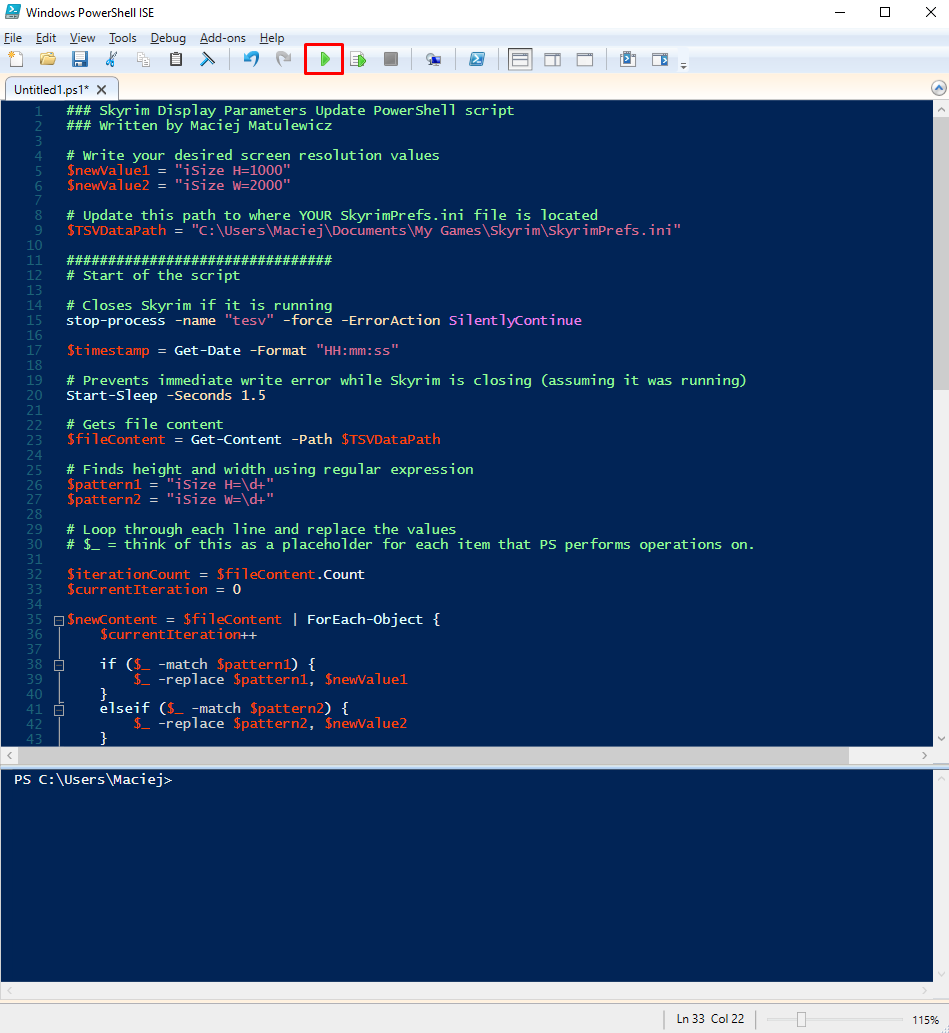 Windows PowerShell ISE
File Edit View Tools Debug Add-ons Help
Untitled1.ps1*
1 ### Skyrim Display Parameters Update PowerShell script
2 ### Written by Maciej Matulewicz
3
4 # Write your desired screen resolution values
5 $newValue1 = "iSize H=1000"
6 $newValue2 = "iSize W=2000"
7
8 # Update this path to where YOUR SkyrimPrefs.ini file is located
9 $TSVDataPath = "C:\Users\Maciej\Documents\My Games\Skyrim\SkyrimPrefs.ini"
10
11 ################################
12 # Start of the script
13
14 # Closes Skyrim if it is running
15 stop-process -name "tesv" -force -ErrorAction SilentlyContinue
16
17 $timestamp = Get-Date -Format "HH:mm:ss"
18
19 # Prevents immediate write error while Skyrim is closing (assuming it was running)
20 Start-Sleep -Seconds 1.5
21
22 # Gets file content
23 $fileContent = Get-Content -Path $TSVDataPath
24
25 # Finds height and width using regular expression
26 $pattern1 = "iSize H=\d+"
27 $pattern2 = "iSize W=\d+"
28
29 # Loop through each line and replace the values
30 # $_ = think of this as a placeholder for each item that PS performs operations on.
31
32 $iterationCount = $fileContent.Count
33 $currentIteration = 0
34
35 $newContent = $fileContent | ForEach-Object {
36 $currentIteration++
37
38 if ($_ -match $pattern1) {
39 $_ -replace $pattern1, $newValue1
40 }
41 elseif ($_ -match $pattern2) {
42 $_ -replace $pattern2, $newValue2
43 }
PS C:\Users\Maciej>
Ln 33 Col 22 115%